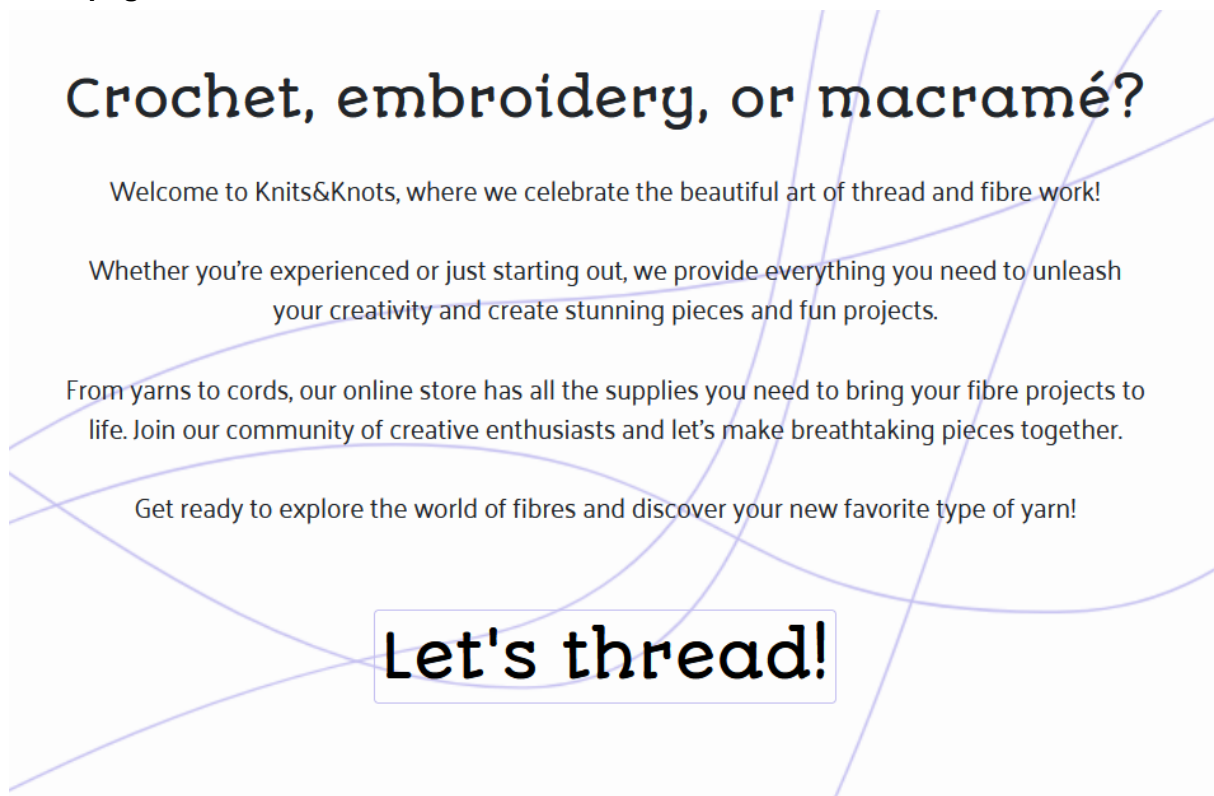 Crochet, embroidery, or macramé?
Welcome to Knits&Knots, where we celebrate the beautiful art of thread and fibre work!
Whether you’re experienced or just starting out, we provide everything you need to unleash
your creativity and create stunning pieces and fun projects.
From yarns to cords, our online store has all the supplies you need to bring your fibre projects to
life. Join our community of creative enthusiasts and let’s make breathtaking pieces together.
Get ready to explore the world of fibres and discover your new favorite type of yarn!
Let's thread!